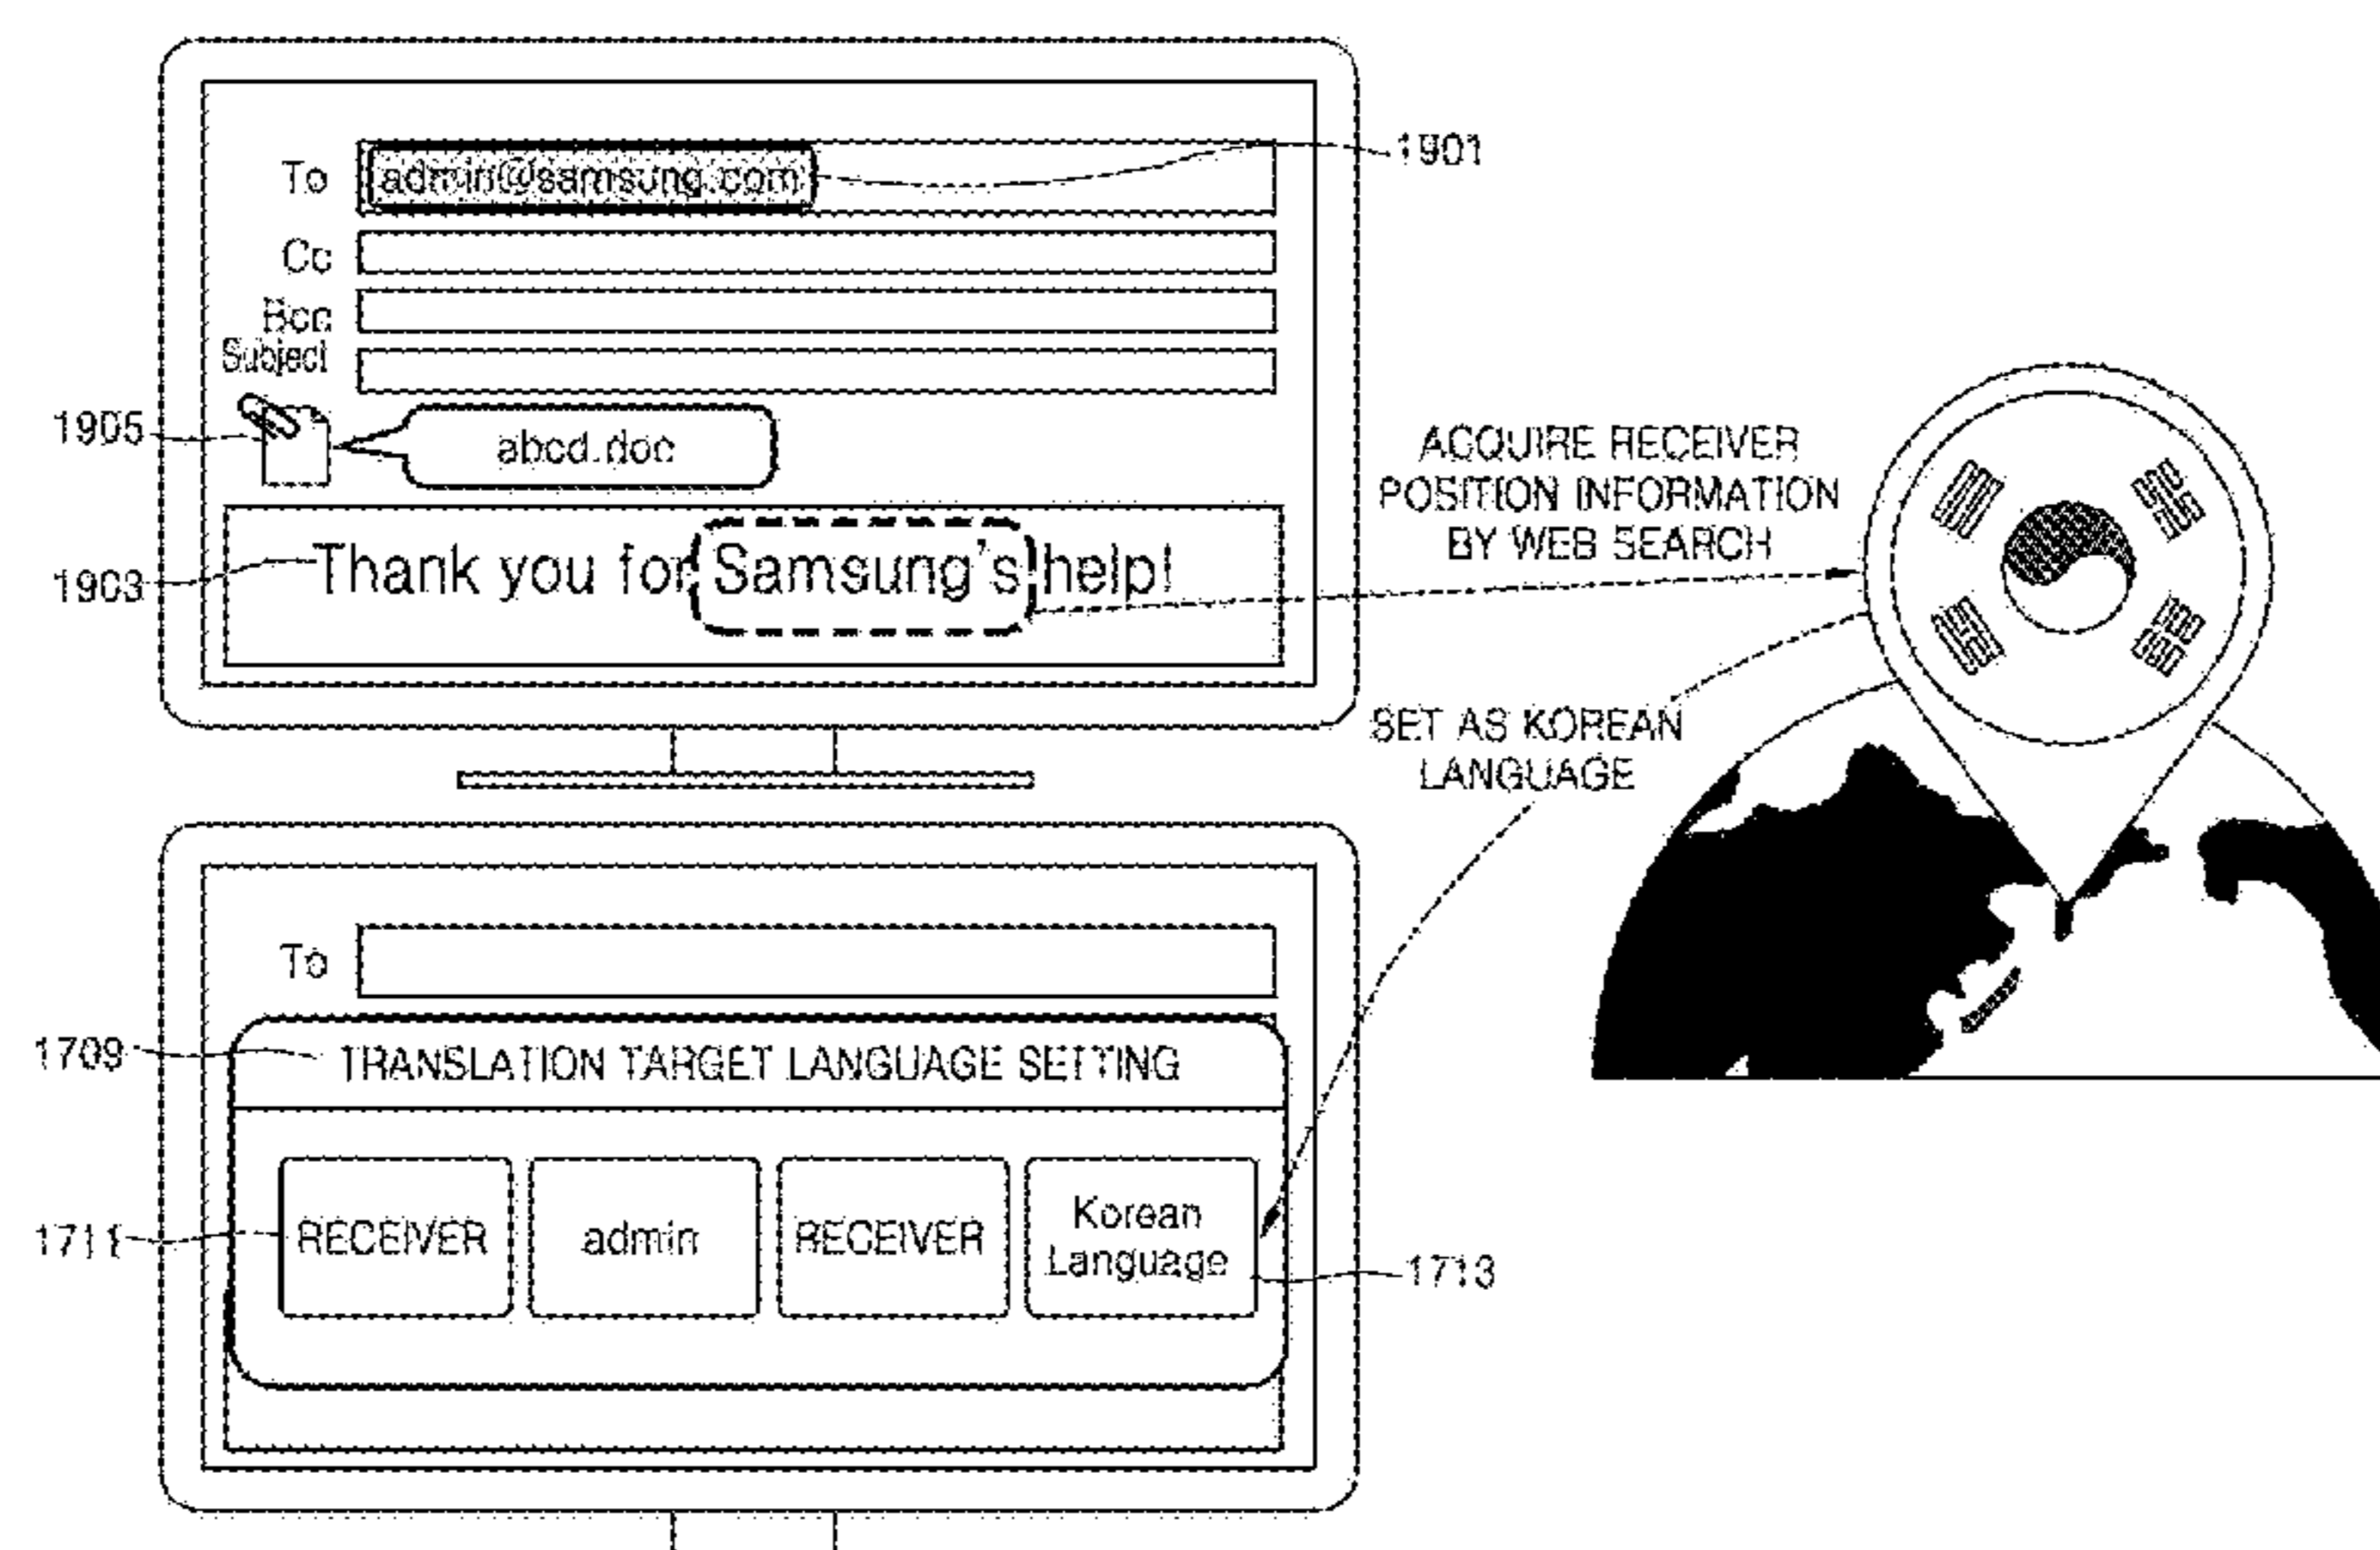 To admin@samsung.com 1901
Cc
Bcc
Subject
1905 abcd.doc
1903 Thank you for Samsung's help!
ACQUIRE RECEIVER
POSITION INFORMATION
BY WEB SEARCH
SET AS KOREAN
LANGUAGE
To
1709 TRANSLATION TARGET LANGUAGE SETTING
1711 RECEIVER admin RECEIVER Korean
Language
1713